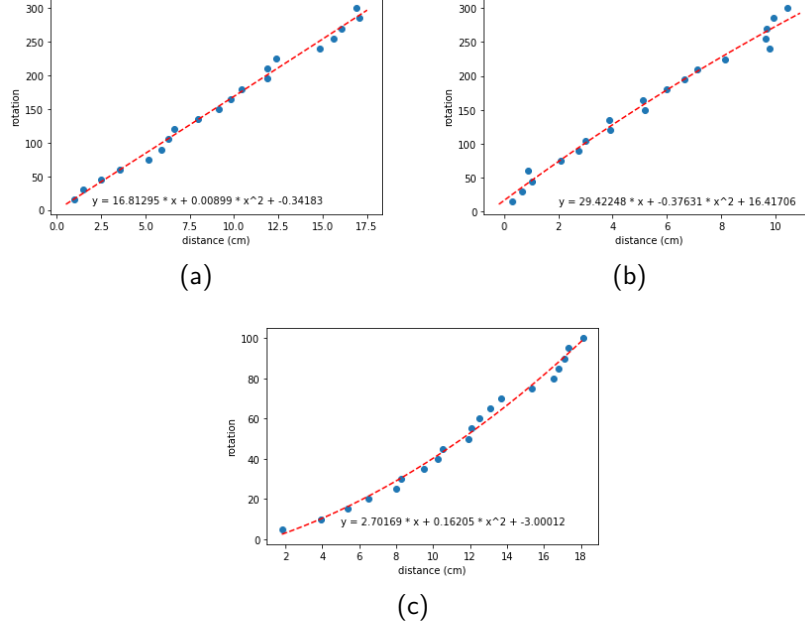 300
250
200
150
100
50
0
rotation
y = 16.81295 * x + 0.00899 * x^2 + -0.34183
0.0 2.5 5.0 7.5 10.0 12.5 15.0 17.5
distance (cm)
(a)
300
250
200
150
100
50
0
rotation
y = 29.42248 * x + -0.37631 * x^2 + 16.41706
0 2 4 6 8 10
distance (cm)
(b)
100
80
60
40
20
0
rotation
y = 2.70169 * x + 0.16205 * x^2 + -3.00012
2 4 6 8 10 12 14 16 18
distance (cm)
(c)